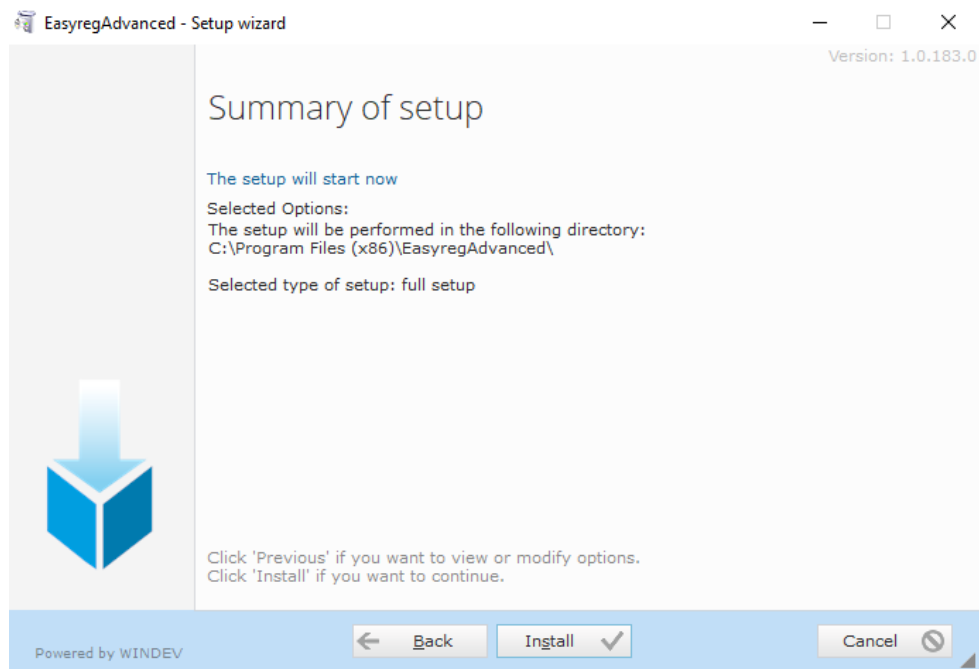 EasyregAdvanced - Setup wizard
Version: 1.0.183.0
Summary of setup
The setup will start now
Selected Options:
The setup will be performed in the following directory:
C:\Program Files (x86)\EasyregAdvanced\
Selected type of setup: full setup
Click 'Previous' if you want to view or modify options.
Click 'Install' if you want to continue.
Powered by WINDEV
Back
Install
Cancel